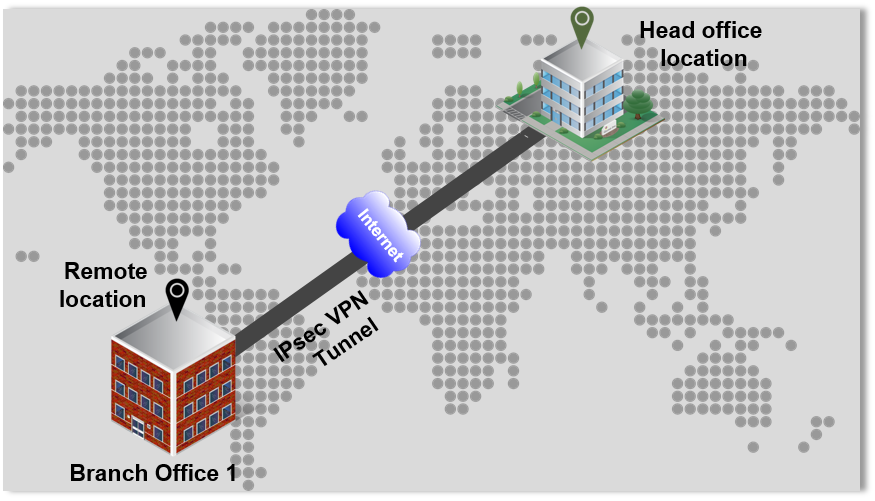 Head office
location
Internet
Remote
location
IPsec VPN
Tunnel
Branch Office 1